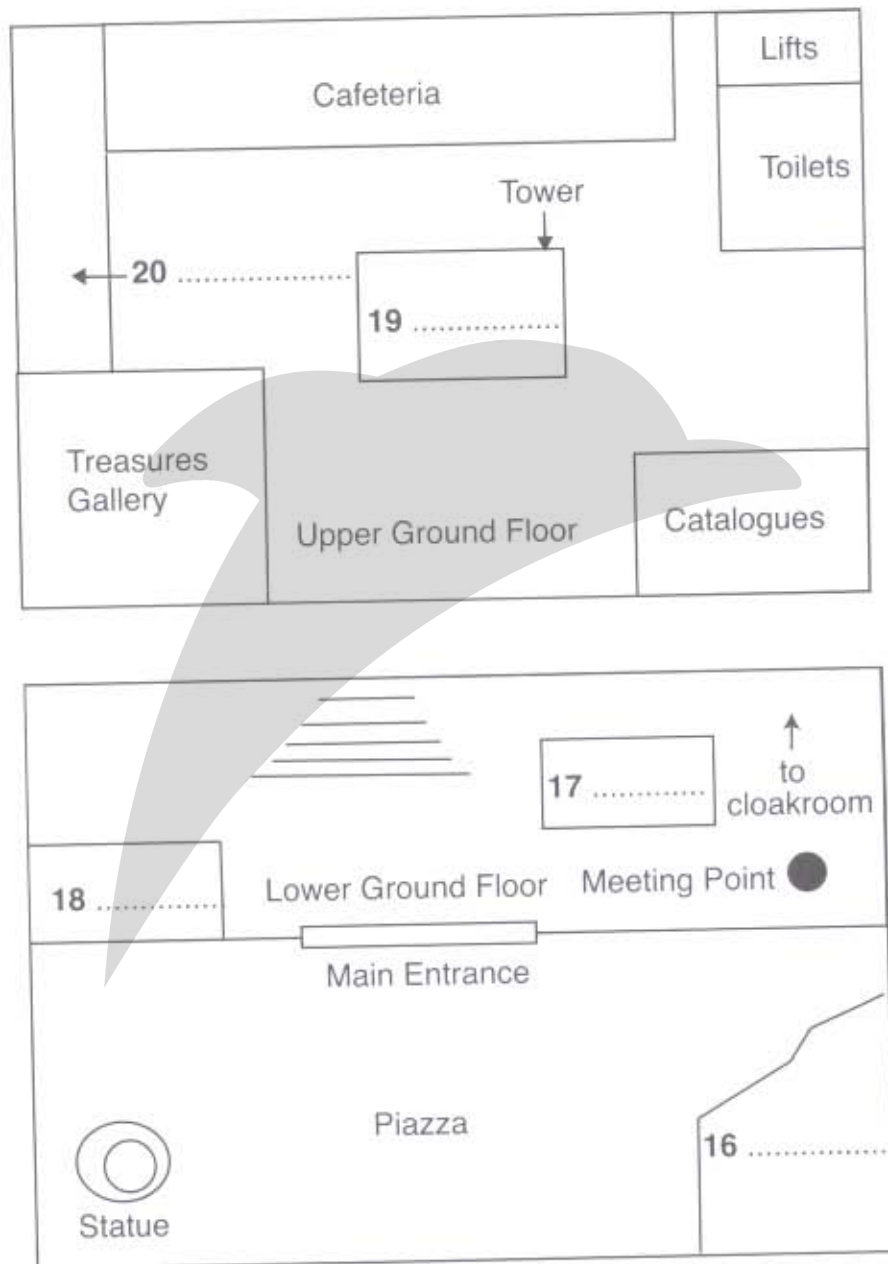 Lifts
Cafeteria
Toilets
Tower
20 ....................
19 ................
Treasures
Gallery
Upper Ground Floor
Catalogues
17 ............
to
cloakroom
18 ..............
Lower Ground Floor
Meeting Point
Main Entrance
Piazza
16 ................
Statue